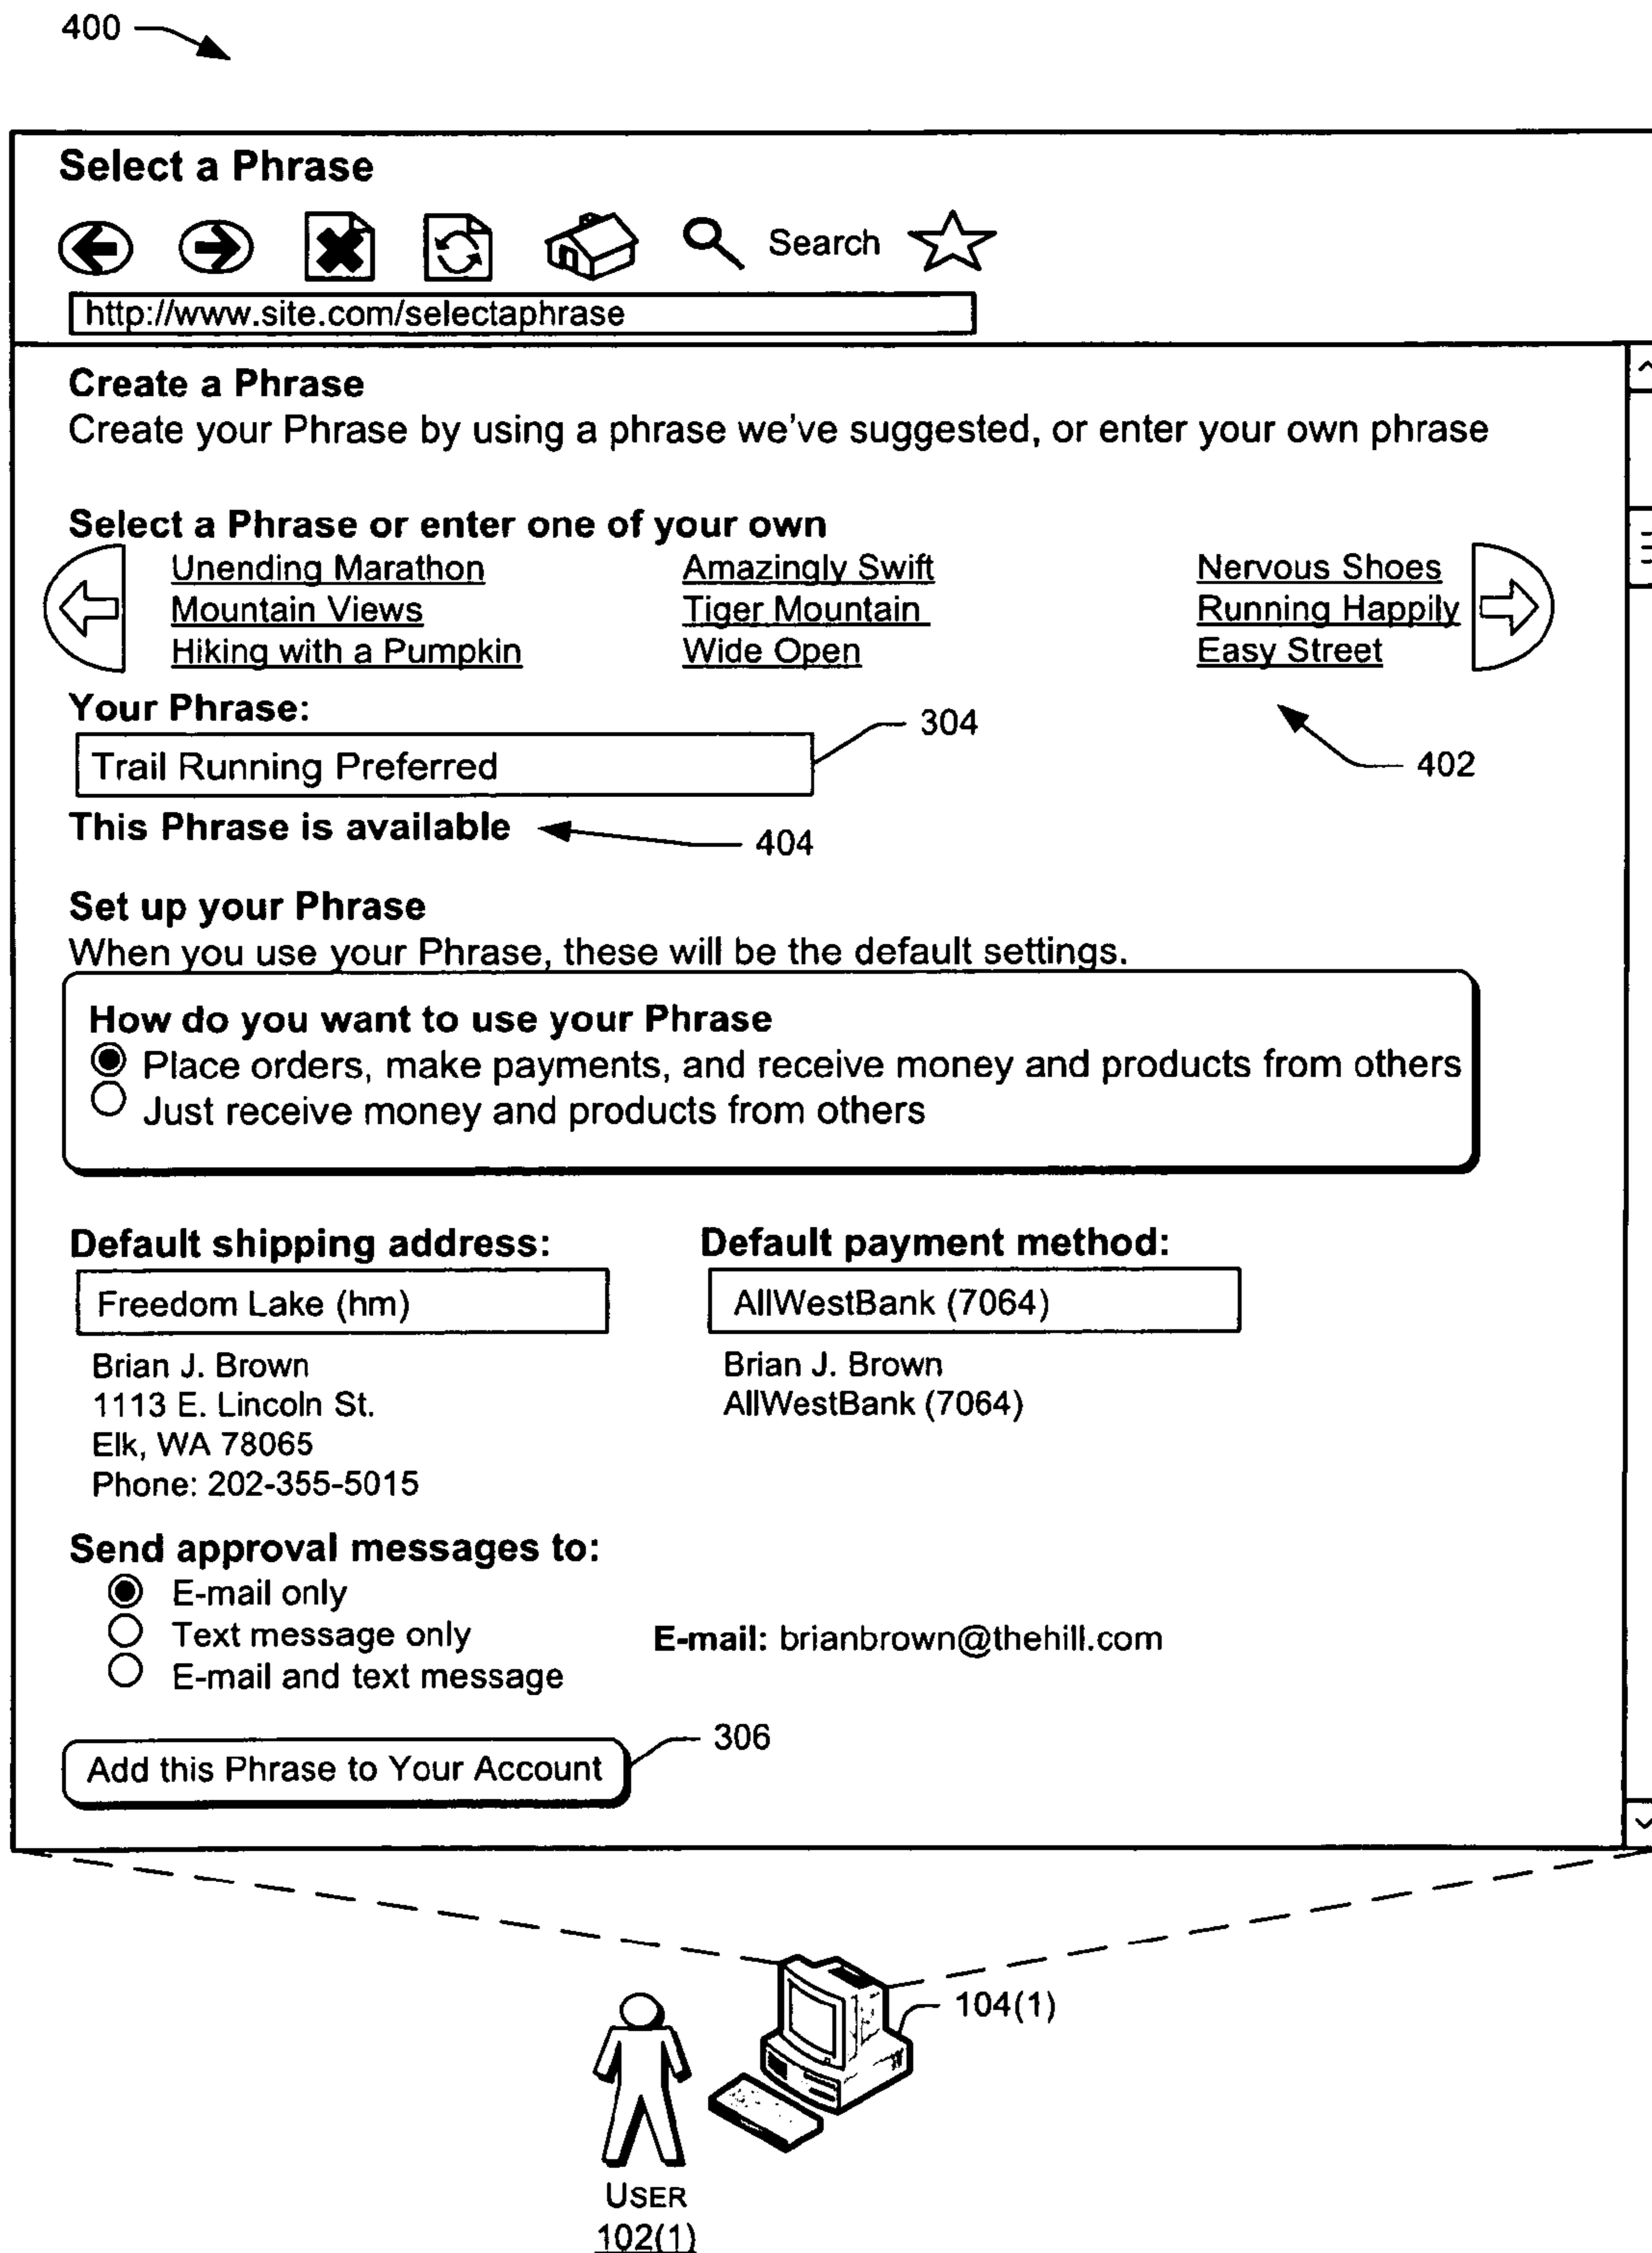 400
Select a Phrase
Search
http://www.site.com/selectaphrase
Create a Phrase
Create your Phrase by using a phrase we've suggested, or enter your own phrase
Select a Phrase or enter one of your own
Unending Marathon Amazingly Swift Nervous Shoes
Mountain Views Tiger Mountain Running Happily
Hiking with a Pumpkin Wide Open Easy Street
Your Phrase:
304
Trail Running Preferred
402
This Phrase is available
404
Set up your Phrase
When you use your Phrase, these will be the default settings.
How do you want to use your Phrase
Place orders, make payments, and receive money and products from others
Just receive money and products from others
Default shipping address: Default payment method:
Freedom Lake (hm) AllWestBank (7064)
Brian J. Brown Brian J. Brown
1113 E. Lincoln St. AllWestBank (7064)
Elk, WA 78065
Phone: 202-355-5015
Send approval messages to:
E-mail only
Text message only E-mail: brianbrown@thehill.com
E-mail and text message
306
Add this Phrase to Your Account
104(1)
USER
102(1)